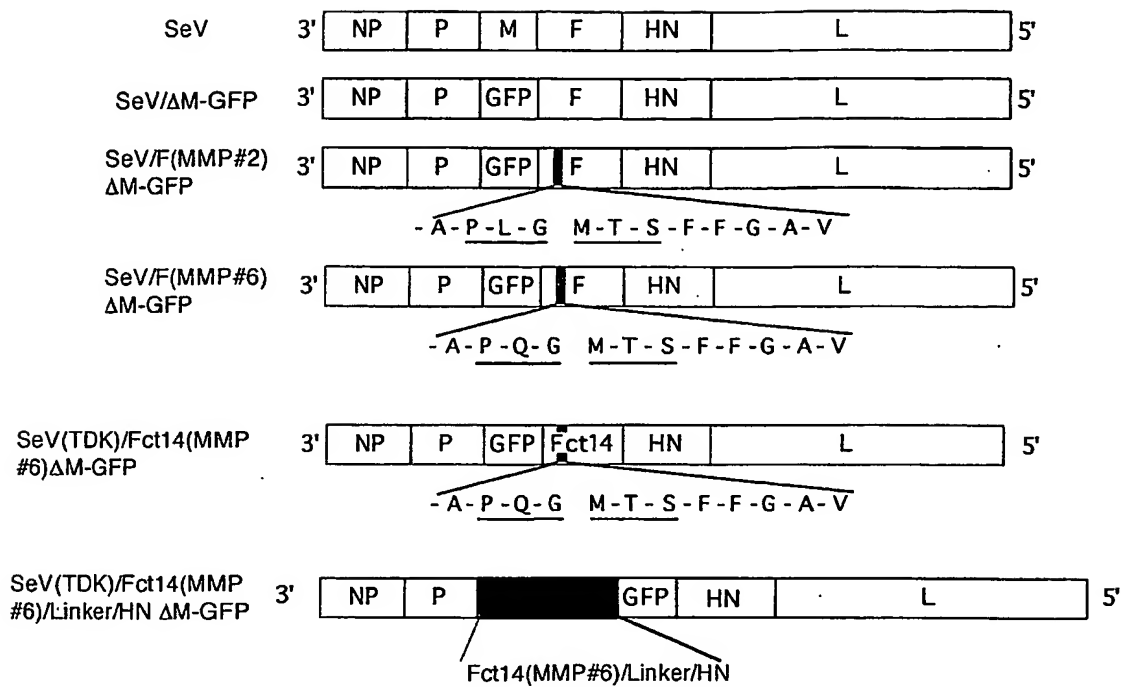 SeV 3' NP P M F HN L 5'
SeV/ΔM-GFP 3' NP P GFP F HN L 5'
SeV/F(MMP#2)
ΔM-GFP 3' NP P GFP F HN L 5'
-A-P-L-G M-T-S-F-F-G-A-V
SeV/F(MMP#6)
ΔM-GFP 3' NP P GFP F HN L 5'
-A-P-Q-G M-T-S-F-F-G-A-V
SeV(TDK)/Fct14(MMP
#6)ΔM-GFP 3' NP P GFP Fct14 HN L 5'
-A-P-Q-G M-T-S-F-F-G-A-V
SeV(TDK)/Fct14(MMP
#6)/Linker/HN ΔM-GFP 3' NP P GFP HN L 5'
Fct14(MMP#6)/Linker/HN